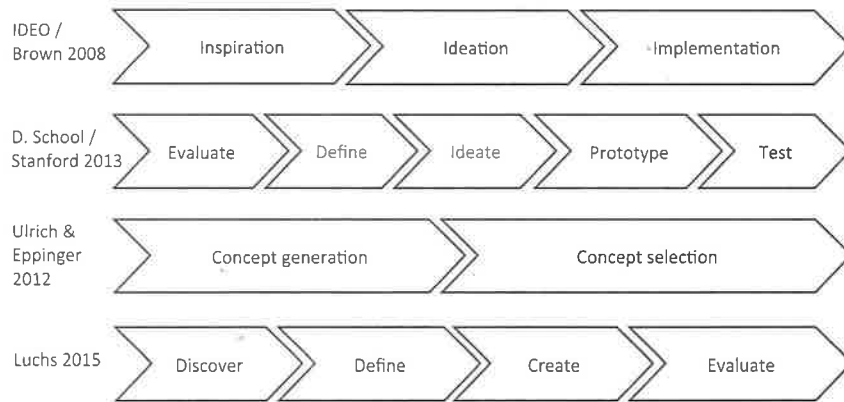 IDEO /
Brown 2008
Inspiration
Ideation
Implementation
D. School /
Stanford 2013
Evaluate
Define
Ideate
Prototype
Test
Ulrich &
Eppinger
2012
Concept generation
Concept selection
Luchs 2015
Discover
Define
Create
Evaluate